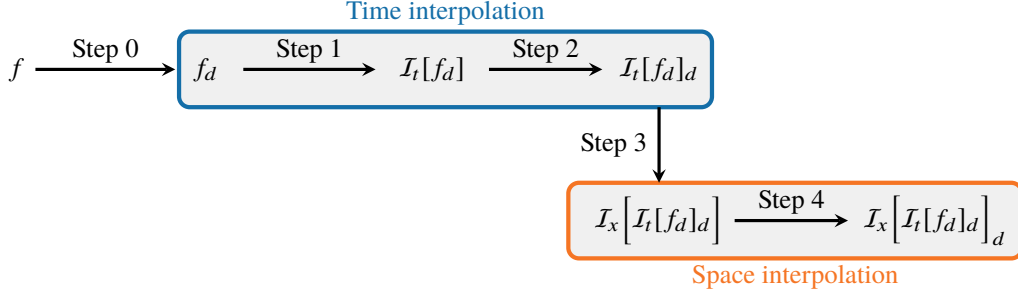 Time interpolation
f Step 0 f_d Step 1 ℐ_t[f_d] Step 2 ℐ_t[f_d]_d
Step 3
ℐ_x[ℐ_t[f_d]_d] Step 4 ℐ_x[ℐ_t[f_d]_d]_d
Space interpolation